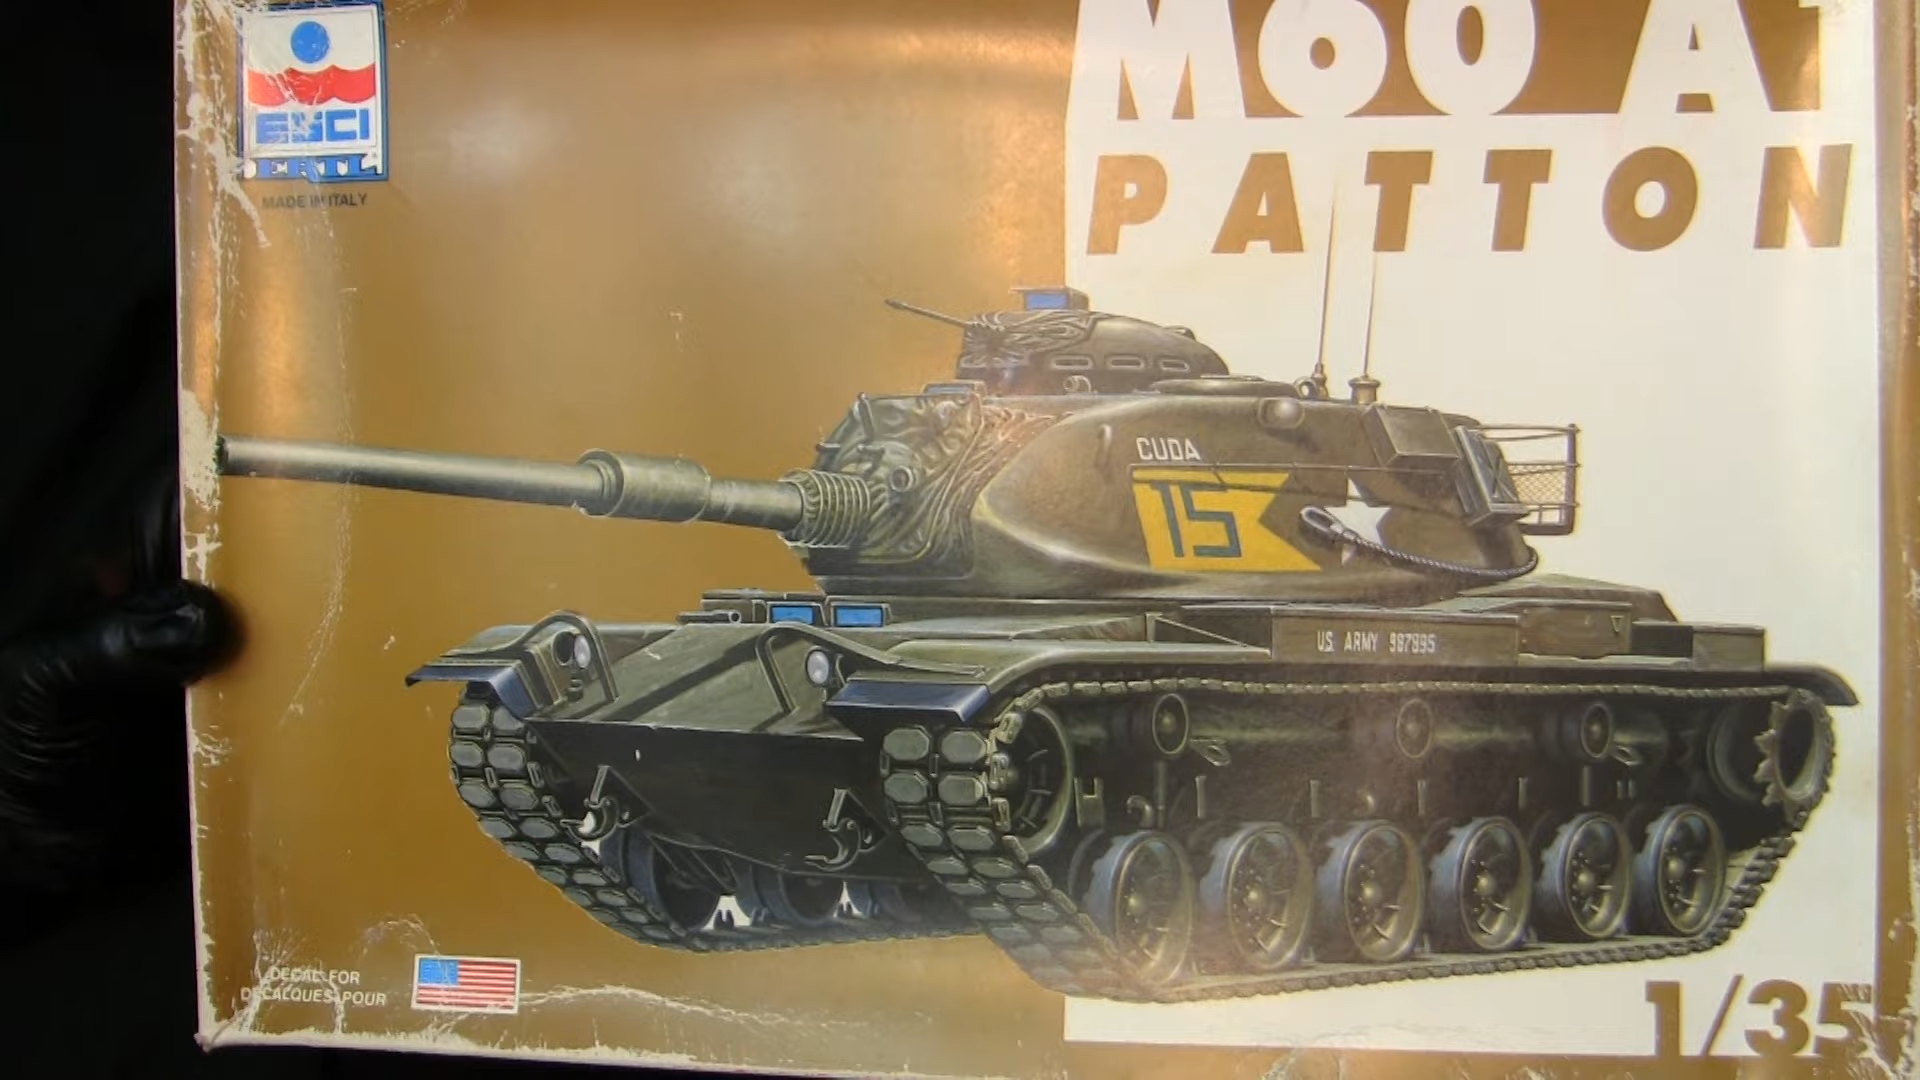 M60 A1
PATTON
ESCI
ERTL
MADE IN ITALY
CUDA
15
U.S. ARMY 987895
DECAL FOR
DECALQUES POUR
1/35